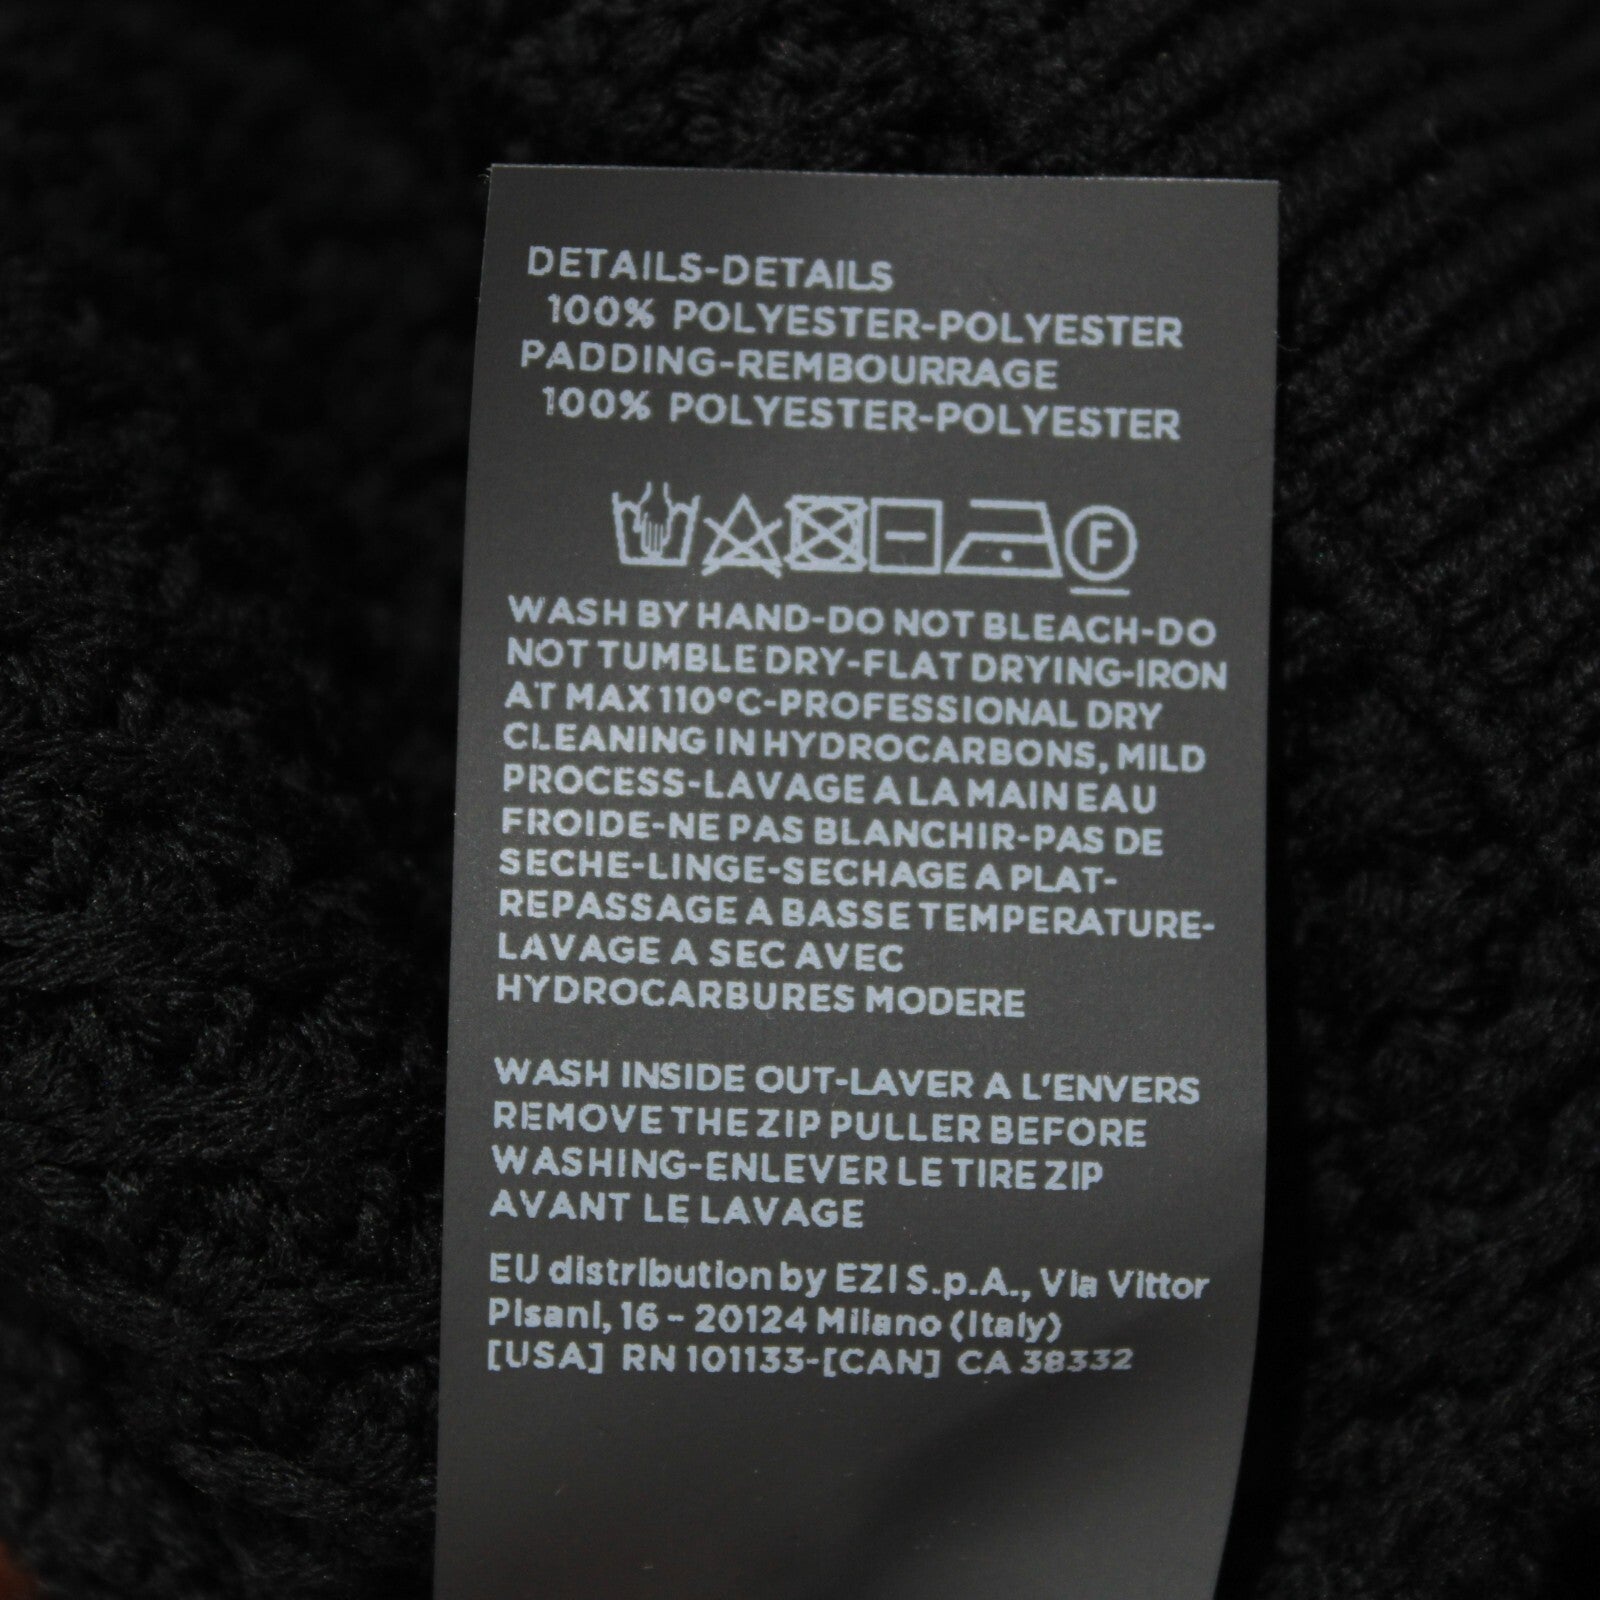 DETAILS-DETAILS
100% POLYESTER-POLYESTER
PADDING-REMBOURRAGE
100% POLYESTER-POLYESTER
F
WASH BY HAND-DO NOT BLEACH-DO
NOT TUMBLE DRY-FLAT DRYING-IRON
AT MAX 110°C-PROFESSIONAL DRY
CLEANING IN HYDROCARBONS, MILD
PROCESS-LAVAGE A LA MAIN EAU
FROIDE-NE PAS BLANCHIR-PAS DE
SECHE-LINGE-SECHAGE A PLAT-
REPASSAGE A BASSE TEMPERATURE-
LAVAGE A SEC AVEC
HYDROCARBURES MODERE
WASH INSIDE OUT-LAVER A L'ENVERS
REMOVE THE ZIP PULLER BEFORE
WASHING-ENLEVER LE TIRE ZIP
AVANT LE LAVAGE
EU distribution by EZI S.p.A., Via Vittor
Pisani, 16 - 20124 Milano (Italy)
[USA] RN 101133-[CAN] CA 38332